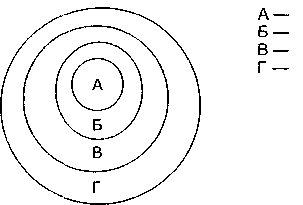 А
Б
В
Г
А —
Б —
В —
Г —